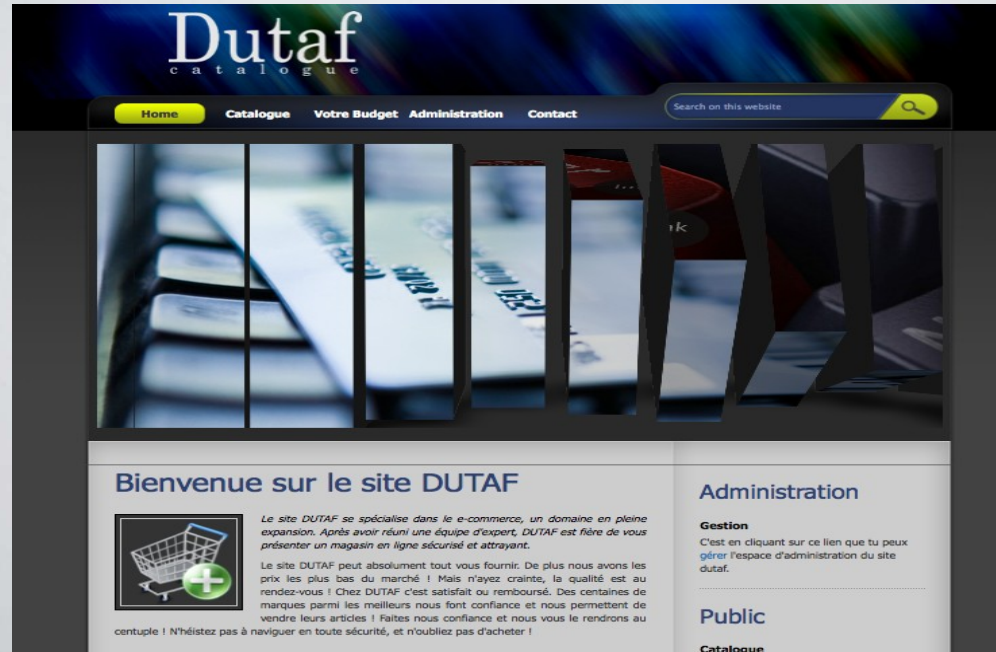 Dutaf
catalogue
Home Catalogue Votre Budget Administration Contact
Search on this website
nk
Bienvenue sur le site DUTAF
Le site DUTAF se spécialise dans le e-commerce, un domaine en pleine
expansion. Après avoir réuni une équipe d'expert, DUTAF est fière de vous
présenter un magasin en ligne sécurisé et attrayant.
Le site DUTAF peut absolument tout vous fournir. De plus nous avons les
prix les plus bas du marché ! Mais n'ayez crainte, la qualité est au
rendez-vous ! Chez DUTAF c'est satisfait ou remboursé. Des centaines de
marques parmi les meilleurs nous font confiance et nous permettent de
vendre leurs articles ! Faites nous confiance et nous vous le rendrons au
centuple ! N'héistez pas à naviguer en toute sécurité, et n'oubliez pas d'acheter !
Administration
Gestion
C'est en cliquant sur ce lien que tu peux
gérer l'espace d'administration du site
dutaf.
Public
Catalogue